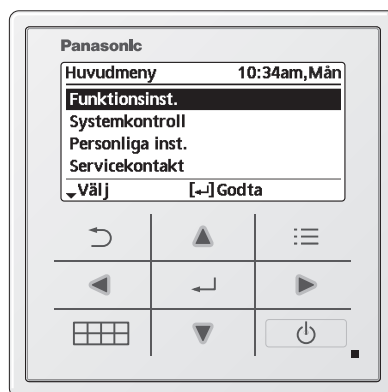 Panasonic
Huvudmeny 10:34am,Mån
Funktionsinst.
Systemkontroll
Personliga inst.
Servicekontakt
Välj [↵]Godta